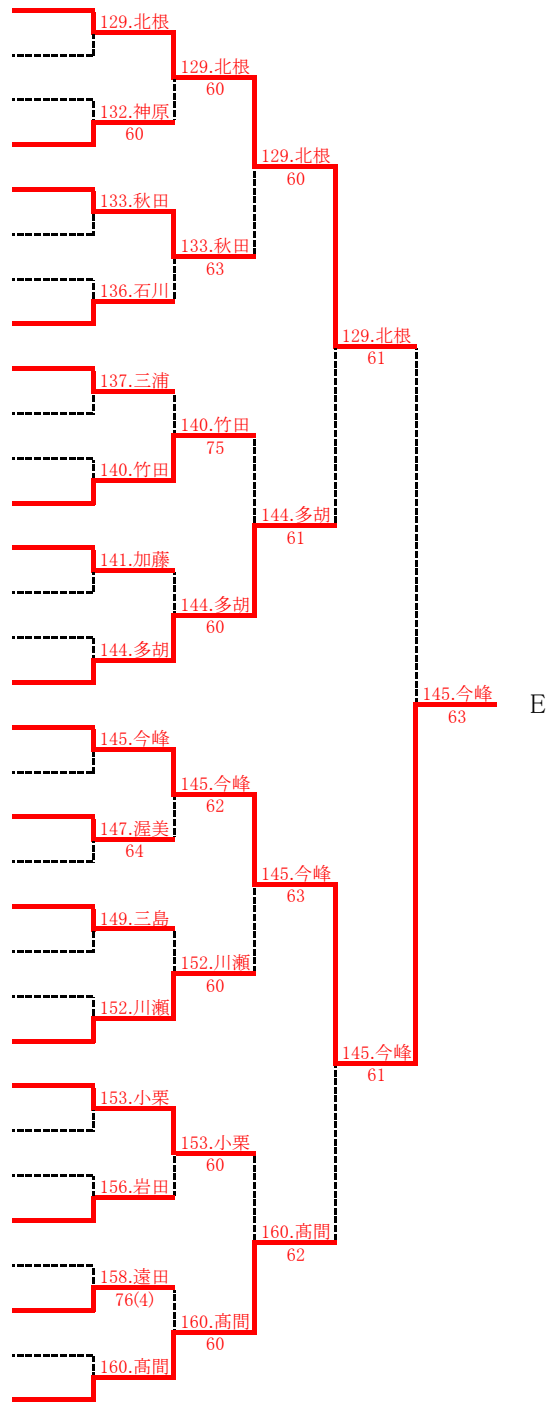 129.北根
129.北根
60
132.神原
60
129.北根
60
133.秋田
133.秋田
63
136.石川
129.北根
61
137.三浦
140.竹田
75
140.竹田
144.多胡
61
141.加藤
144.多胡
60
144.多胡
145.今峰
63
E
145.今峰
145.今峰
62
147.渥美
64
145.今峰
63
149.三島
152.川瀬
60
152.川瀬
145.今峰
61
153.小栗
153.小栗
60
156.岩田
160.髙間
62
158.遠田
76(4)
160.髙間
60
160.髙間